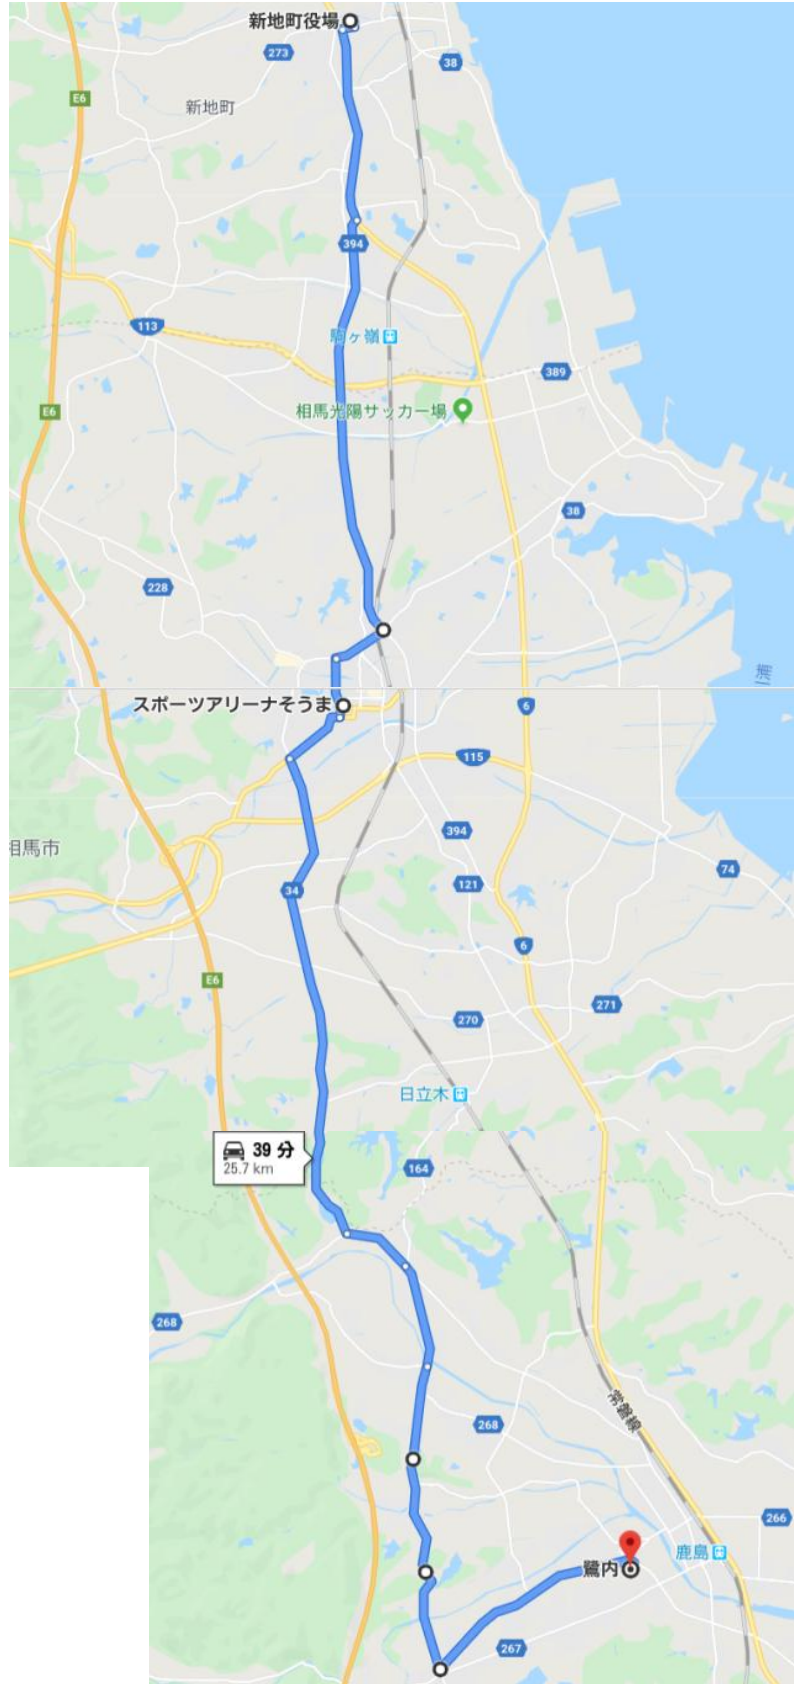 新地町役場
273
38
E6
新地町
394
113
駒ヶ嶺
389
E6
相馬光陽サッカー場
38
228
スポーツアリーナそうま
6
115
394
相馬市
74
34
121
6
E6
271
270
日立木
39 分
25.7 km
164
268
常磐線
268
266
鹿島
鷺内
267